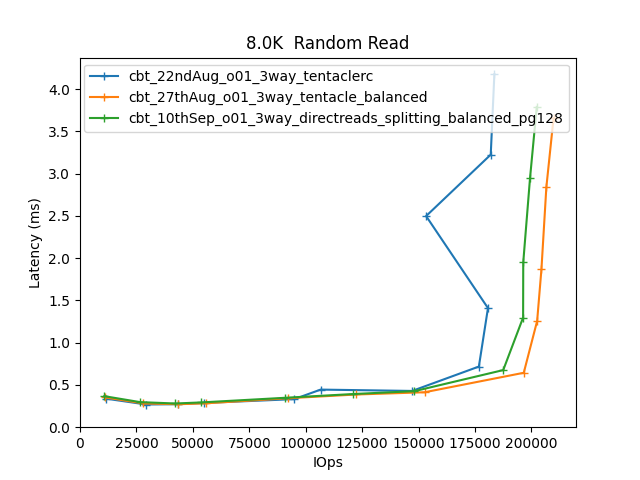 8.0K  Random Read
cbt_22ndAug_o01_3way_tentaclerc
cbt_27thAug_o01_3way_tentacle_balanced
cbt_10thSep_o01_3way_directreads_splitting_balanced_pg128
Latency (ms)
4.0
3.5
3.0
2.5
2.0
1.5
1.0
0.5
0.0
0 25000 50000 75000 100000 125000 150000 175000 200000
IOps